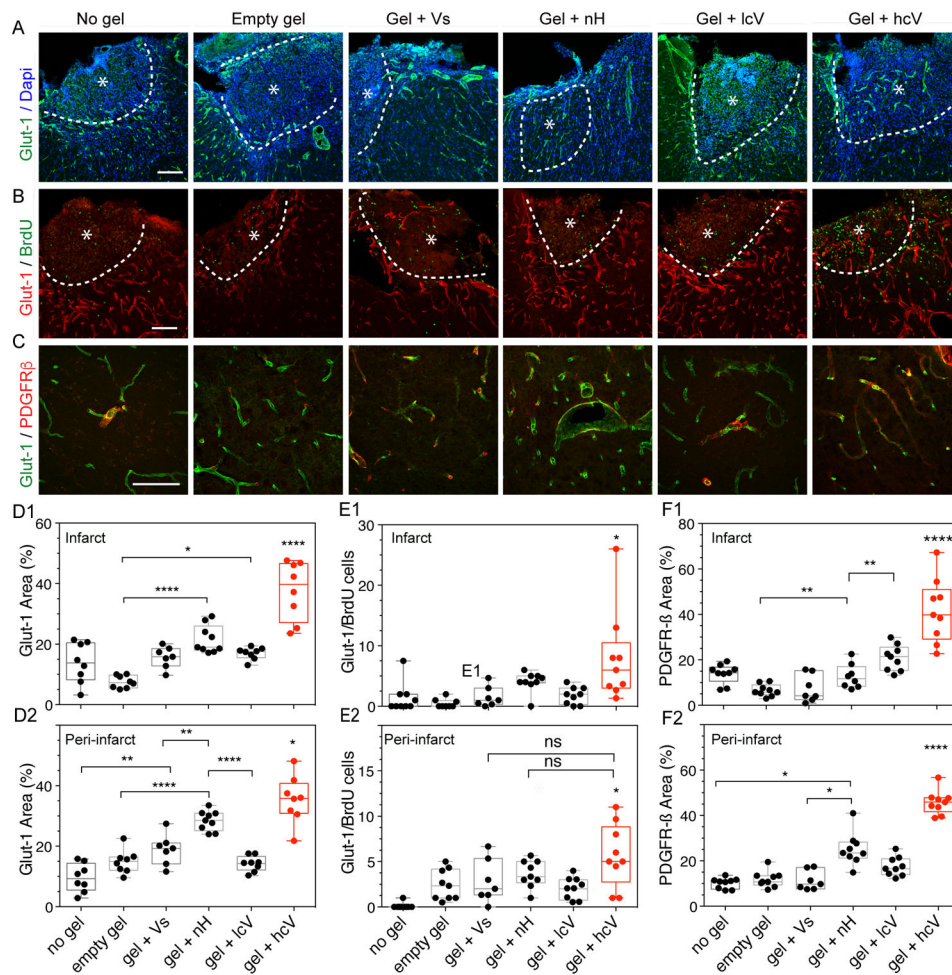 No gel Empty gel Gel + Vs Gel + nH Gel + lcV Gel + hcV
A
Glut-1 / Dapi
*
*
*
*
*
*
B
Glut-1 / BrdU
*
*
*
*
*
*
C
Glut-1 / PDGFRβ
D1
Infarct
Glut-1 Area (%)
60
40
20
0
*
****
****
E1
Infarct
Glut-1/BrdU cells
30
20
10
0
E1
*
F1
Infarct
PDGFR-ß Area (%)
80
60
40
20
0
**
**
****
D2
Peri-infarct
Glut-1 Area (%)
60
40
20
0
**
**
****
****
*
no gel
empty gel
gel + Vs
gel + nH
gel + lcV
gel + hcV
E2
Peri-infarct
Glut-1/BrdU cells
15
10
5
0
ns
ns
*
no gel
empty gel
gel + Vs
gel + nH
gel + lcV
gel + hcV
F2
Peri-infarct
PDGFR-ß Area (%)
80
60
40
20
0
*
*
****
no gel
empty gel
gel + Vs
gel + nH
gel + lcV
gel + hcV